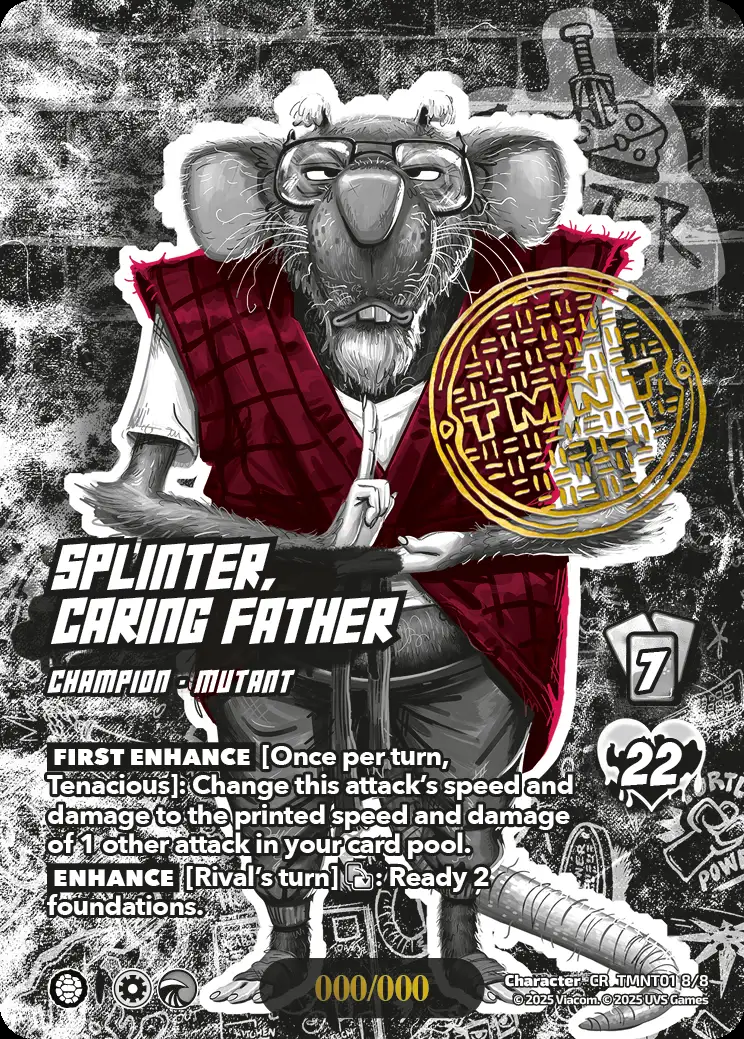 TMNT
SPLINTER,
CARING FATHER
CHAMPION - MUTANT
7
22
FIRST ENHANCE [Once per turn,
Tenacious]: Change this attack's speed and
damage to the printed speed and damage
of 1 other attack in your card pool.
ENHANCE [Rival's turn] : Ready 2
foundations.
000/000
Character CR TMNT01 8/8
© 2025 Viacom. © 2025 UVS Games